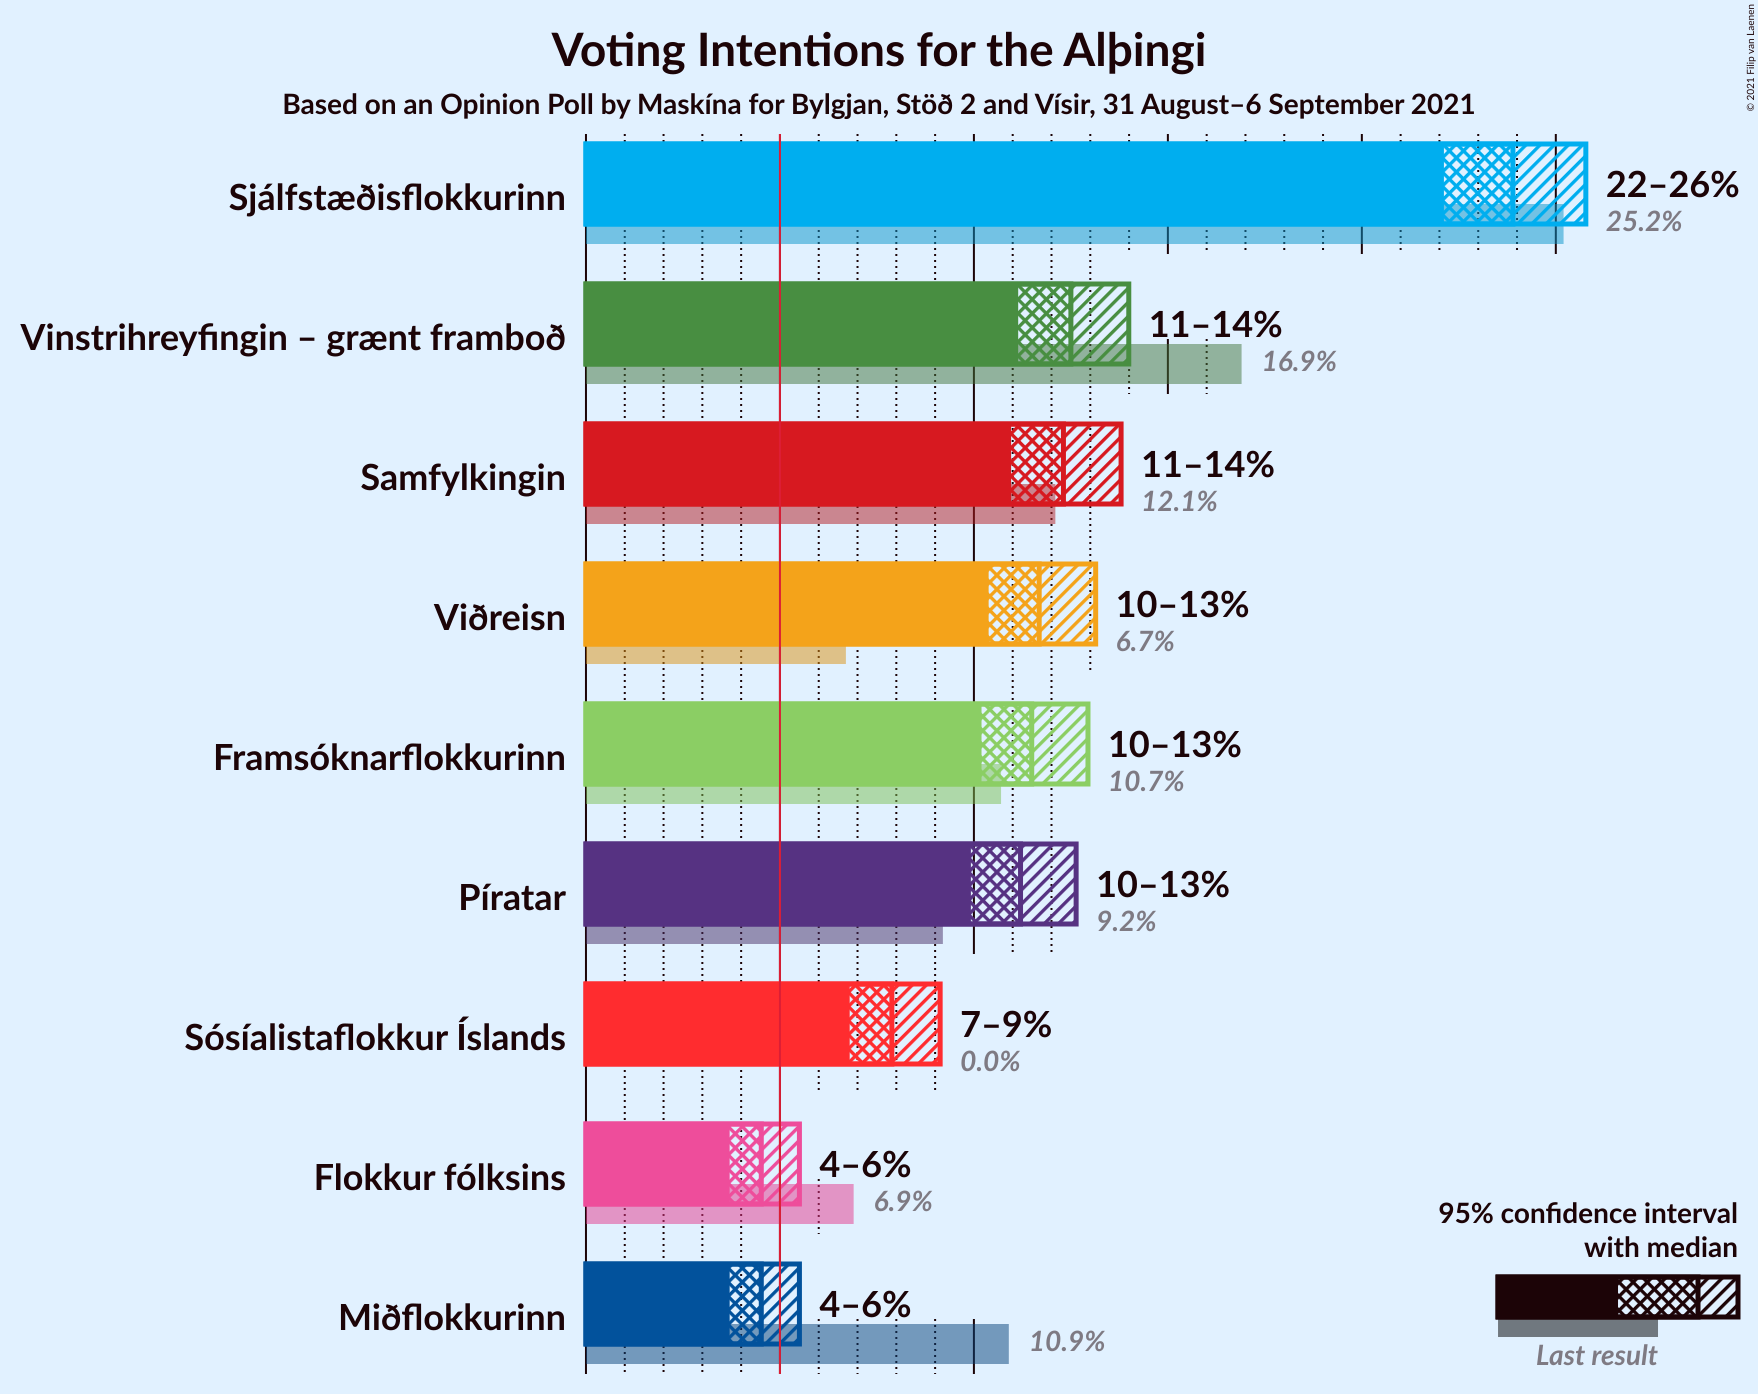 Voting Intentions for the Alþingi
Based on an Opinion Poll by Maskína for Bylgjan, Stöð 2 and Vísir, 31 August–6 September 2021
© 2021 Filip van Laenen
Sjálfstæðisflokkurinn
22–26%
25.2%
Vinstrihreyfingin – grænt framboð
11–14%
16.9%
Samfylkingin
11–14%
12.1%
Viðreisn
10–13%
6.7%
Framsóknarflokkurinn
10–13%
10.7%
Píratar
10–13%
9.2%
Sósíalistaflokkur Íslands
7–9%
0.0%
Flokkur fólksins
4–6%
6.9%
Miðflokkurinn
4–6%
10.9%
95% confidence interval
with median
Last result